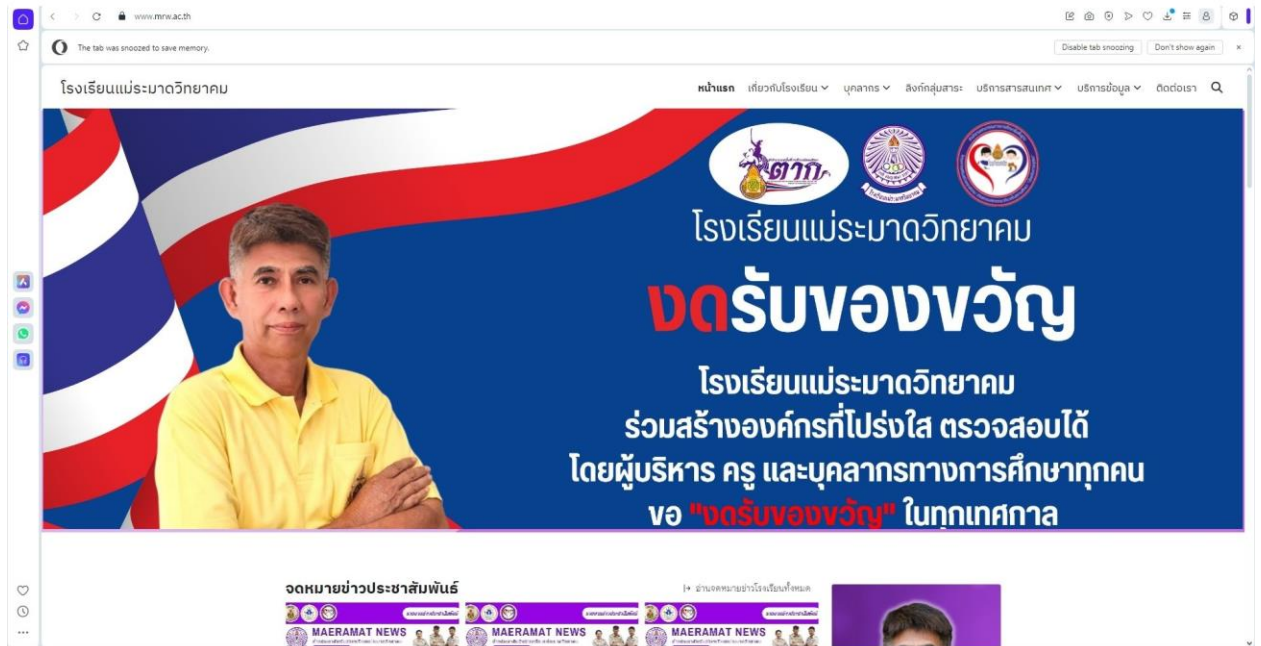 www.mrw.ac.th
The tab was snoozed to save memory.
Disable tab snoozing
Don't show again
โรงเรียนแม่ระมาดวิทยาคม
หน้าแรก เกี่ยวกับโรงเรียน บุคลากร ลิงก์กลุ่มสาระ บริการสารสนเทศ บริการข้อมูล ติดต่อเรา
ตาก
โรงเรียนแม่ระมาดวิทยาคม
งดรับของขวัญ
โรงเรียนแม่ระมาดวิทยาคม
ร่วมสร้างองค์กรที่โปร่งใส ตรวจสอบได้
โดยผู้บริหาร ครู และบุคลากรทางการศึกษาทุกคน
ขอ "งดรับของขวัญ" ในทุกเทศกาล
จดหมายข่าวประชาสัมพันธ์
อ่านจดหมายข่าวโรงเรียนทั้งหมด
MAERAMAT NEWS
MAERAMAT NEWS
MAERAMAT NEWS